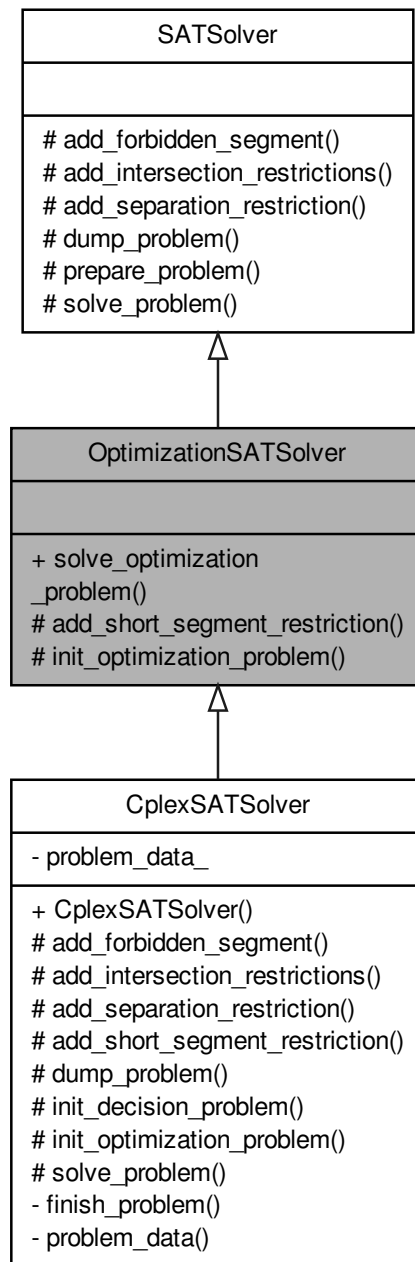 SATSolver
# add_forbidden_segment()
# add_intersection_restrictions()
# add_separation_restriction()
# dump_problem()
# prepare_problem()
# solve_problem()
OptimizationSATSolver
+ solve_optimization
_problem()
# add_short_segment_restriction()
# init_optimization_problem()
CplexSATSolver
- problem_data_
+ CplexSATSolver()
# add_forbidden_segment()
# add_intersection_restrictions()
# add_separation_restriction()
# add_short_segment_restriction()
# dump_problem()
# init_decision_problem()
# init_optimization_problem()
# solve_problem()
- finish_problem()
- problem_data()